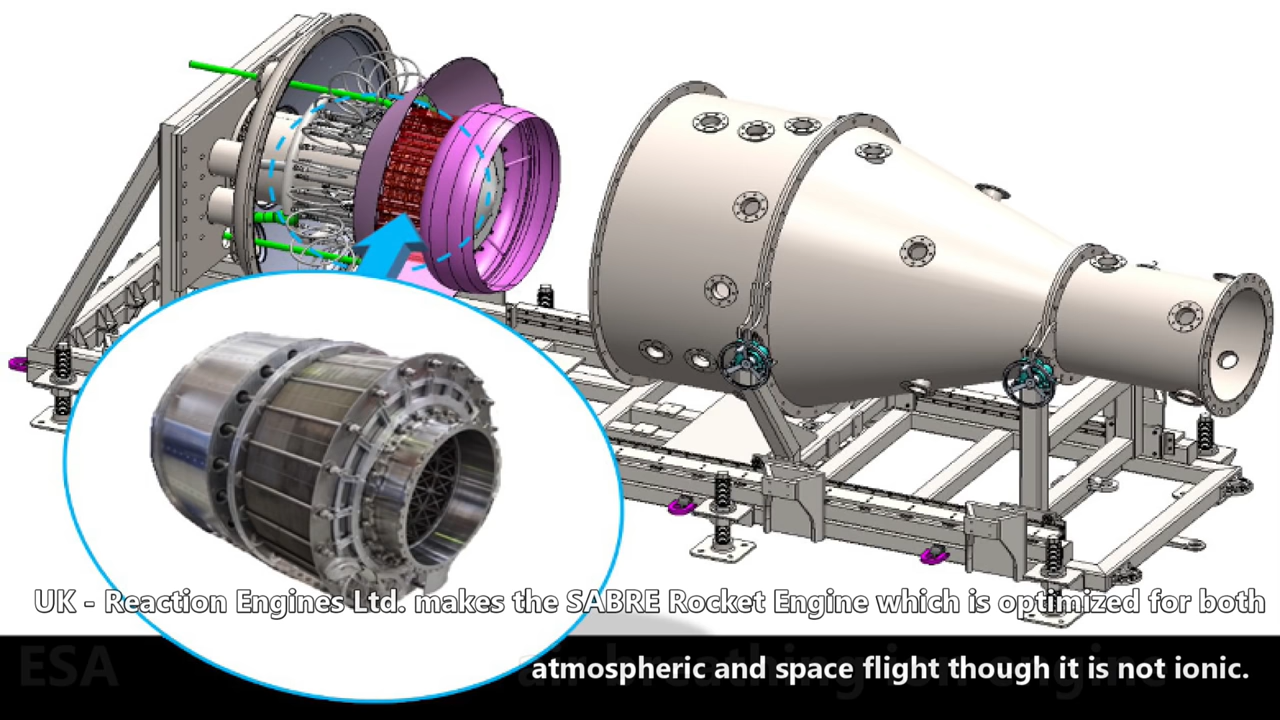 UK - Reaction Engines Ltd. makes the SABRE Rocket Engine which is optimized for both
ESA
atmospheric and space flight though it is not ionic.